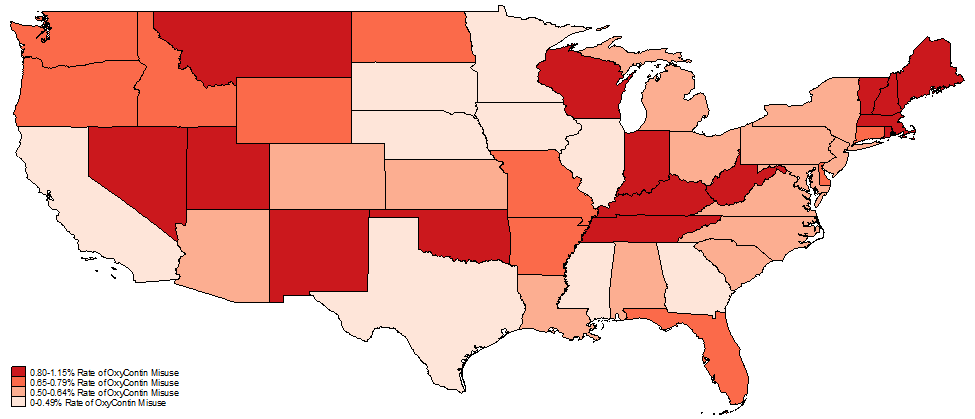 0.80-1.15% Rate of OxyContin Misuse
0.65-0.79% Rate of OxyContin Misuse
0.50-0.64% Rate of OxyContin Misuse
0-0.49% Rate of OxyContin Misuse